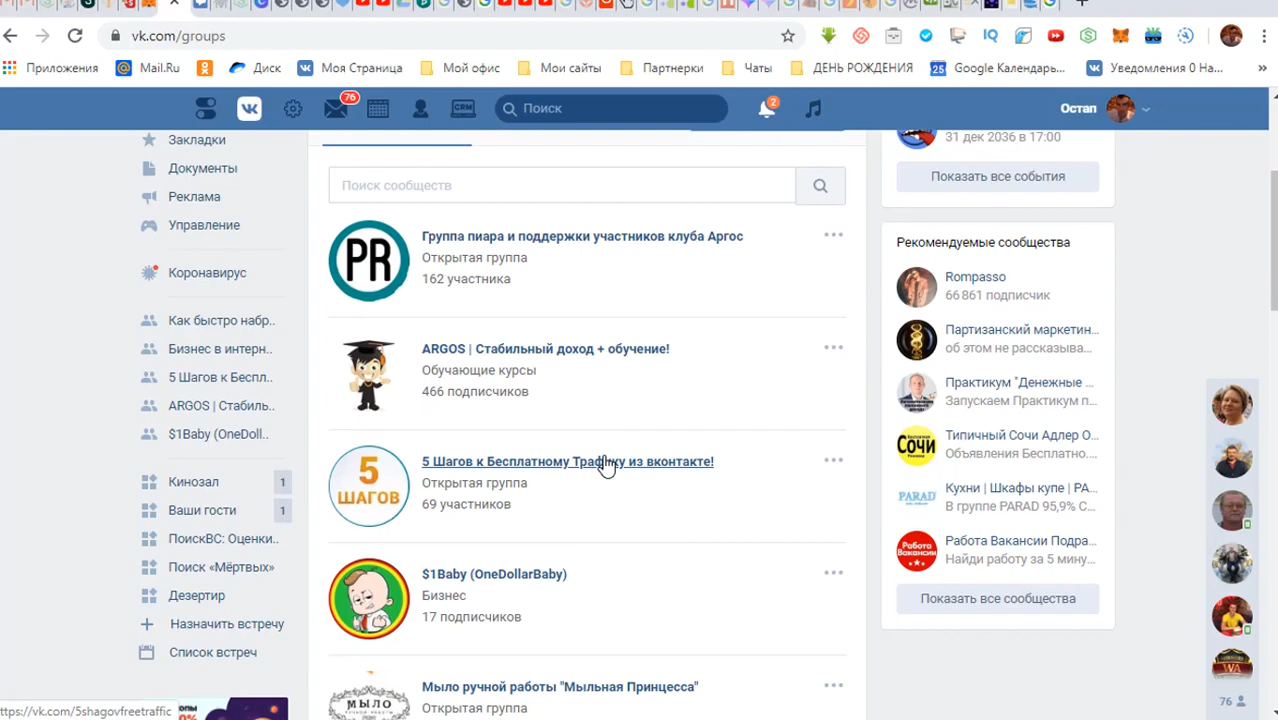 vk.com/groups
Приложения
Mail.Ru
Диск
Моя Страница
Мой офис
Мои сайты
Партнерки
Чаты
ДЕНЬ РОЖДЕНИЯ
25
Google Календарь...
Уведомления 0 На...
»
76
CRM
Поиск
2
Остап
Закладки
Документы
Реклама
Управление
Коронавирус
Как быстро набр..
Бизнес в интерн..
5 Шагов к Беспл..
ARGOS | Стабиль..
$1Baby (OneDoll..
Кинозал
1
Ваши гости
1
ПоискВС: Оценки..
Поиск «Мёртвых»
Дезертир
Назначить встречу
Список встреч
https://vk.com/5shagovfreetraffic
Поиск сообществ
PR
Группа пиара и поддержки участников клуба Аргос
Открытая группа
162 участника
ARGOS | Стабильный доход + обучение!
Обучающие курсы
466 подписчиков
5
ШАГОВ
5 Шагов к Бесплатному Трафику из вконтакте!
Открытая группа
69 участников
$1Baby (OneDollarBaby)
Бизнес
17 подписчиков
МЫЛО
Мыло ручной работы "Мыльная Принцесса"
Открытая группа
31 дек 2036 в 17:00
Показать все события
Рекомендуемые сообщества
Rompasso
66 861 подписчик
Партизанский маркетин...
об этом не рассказыва...
Практикум "Денежные ...
Запускаем Практикум п...
СОЧИ
Типичный Сочи Адлер О...
Объявления Бесплатно...
PARAD
Кухни | Шкафы купе | PA...
В группе PARAD 95,9% С...
Работа
Вакансии
Работа Вакансии Подра...
Найди работу за 5 мину...
Показать все сообщества
WA
76